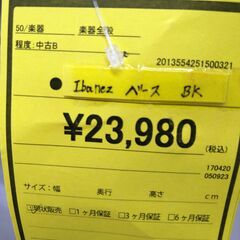 50/楽器 楽器全般
程度:中古B
2013554251500321
● Ibanez ベース BK
¥23,980
(税込)
170420
050923
サイズ:幅 奥行 高さ cm
現状販売 □1ヶ月保証 □3ヶ月保証 □6ヶ月保証